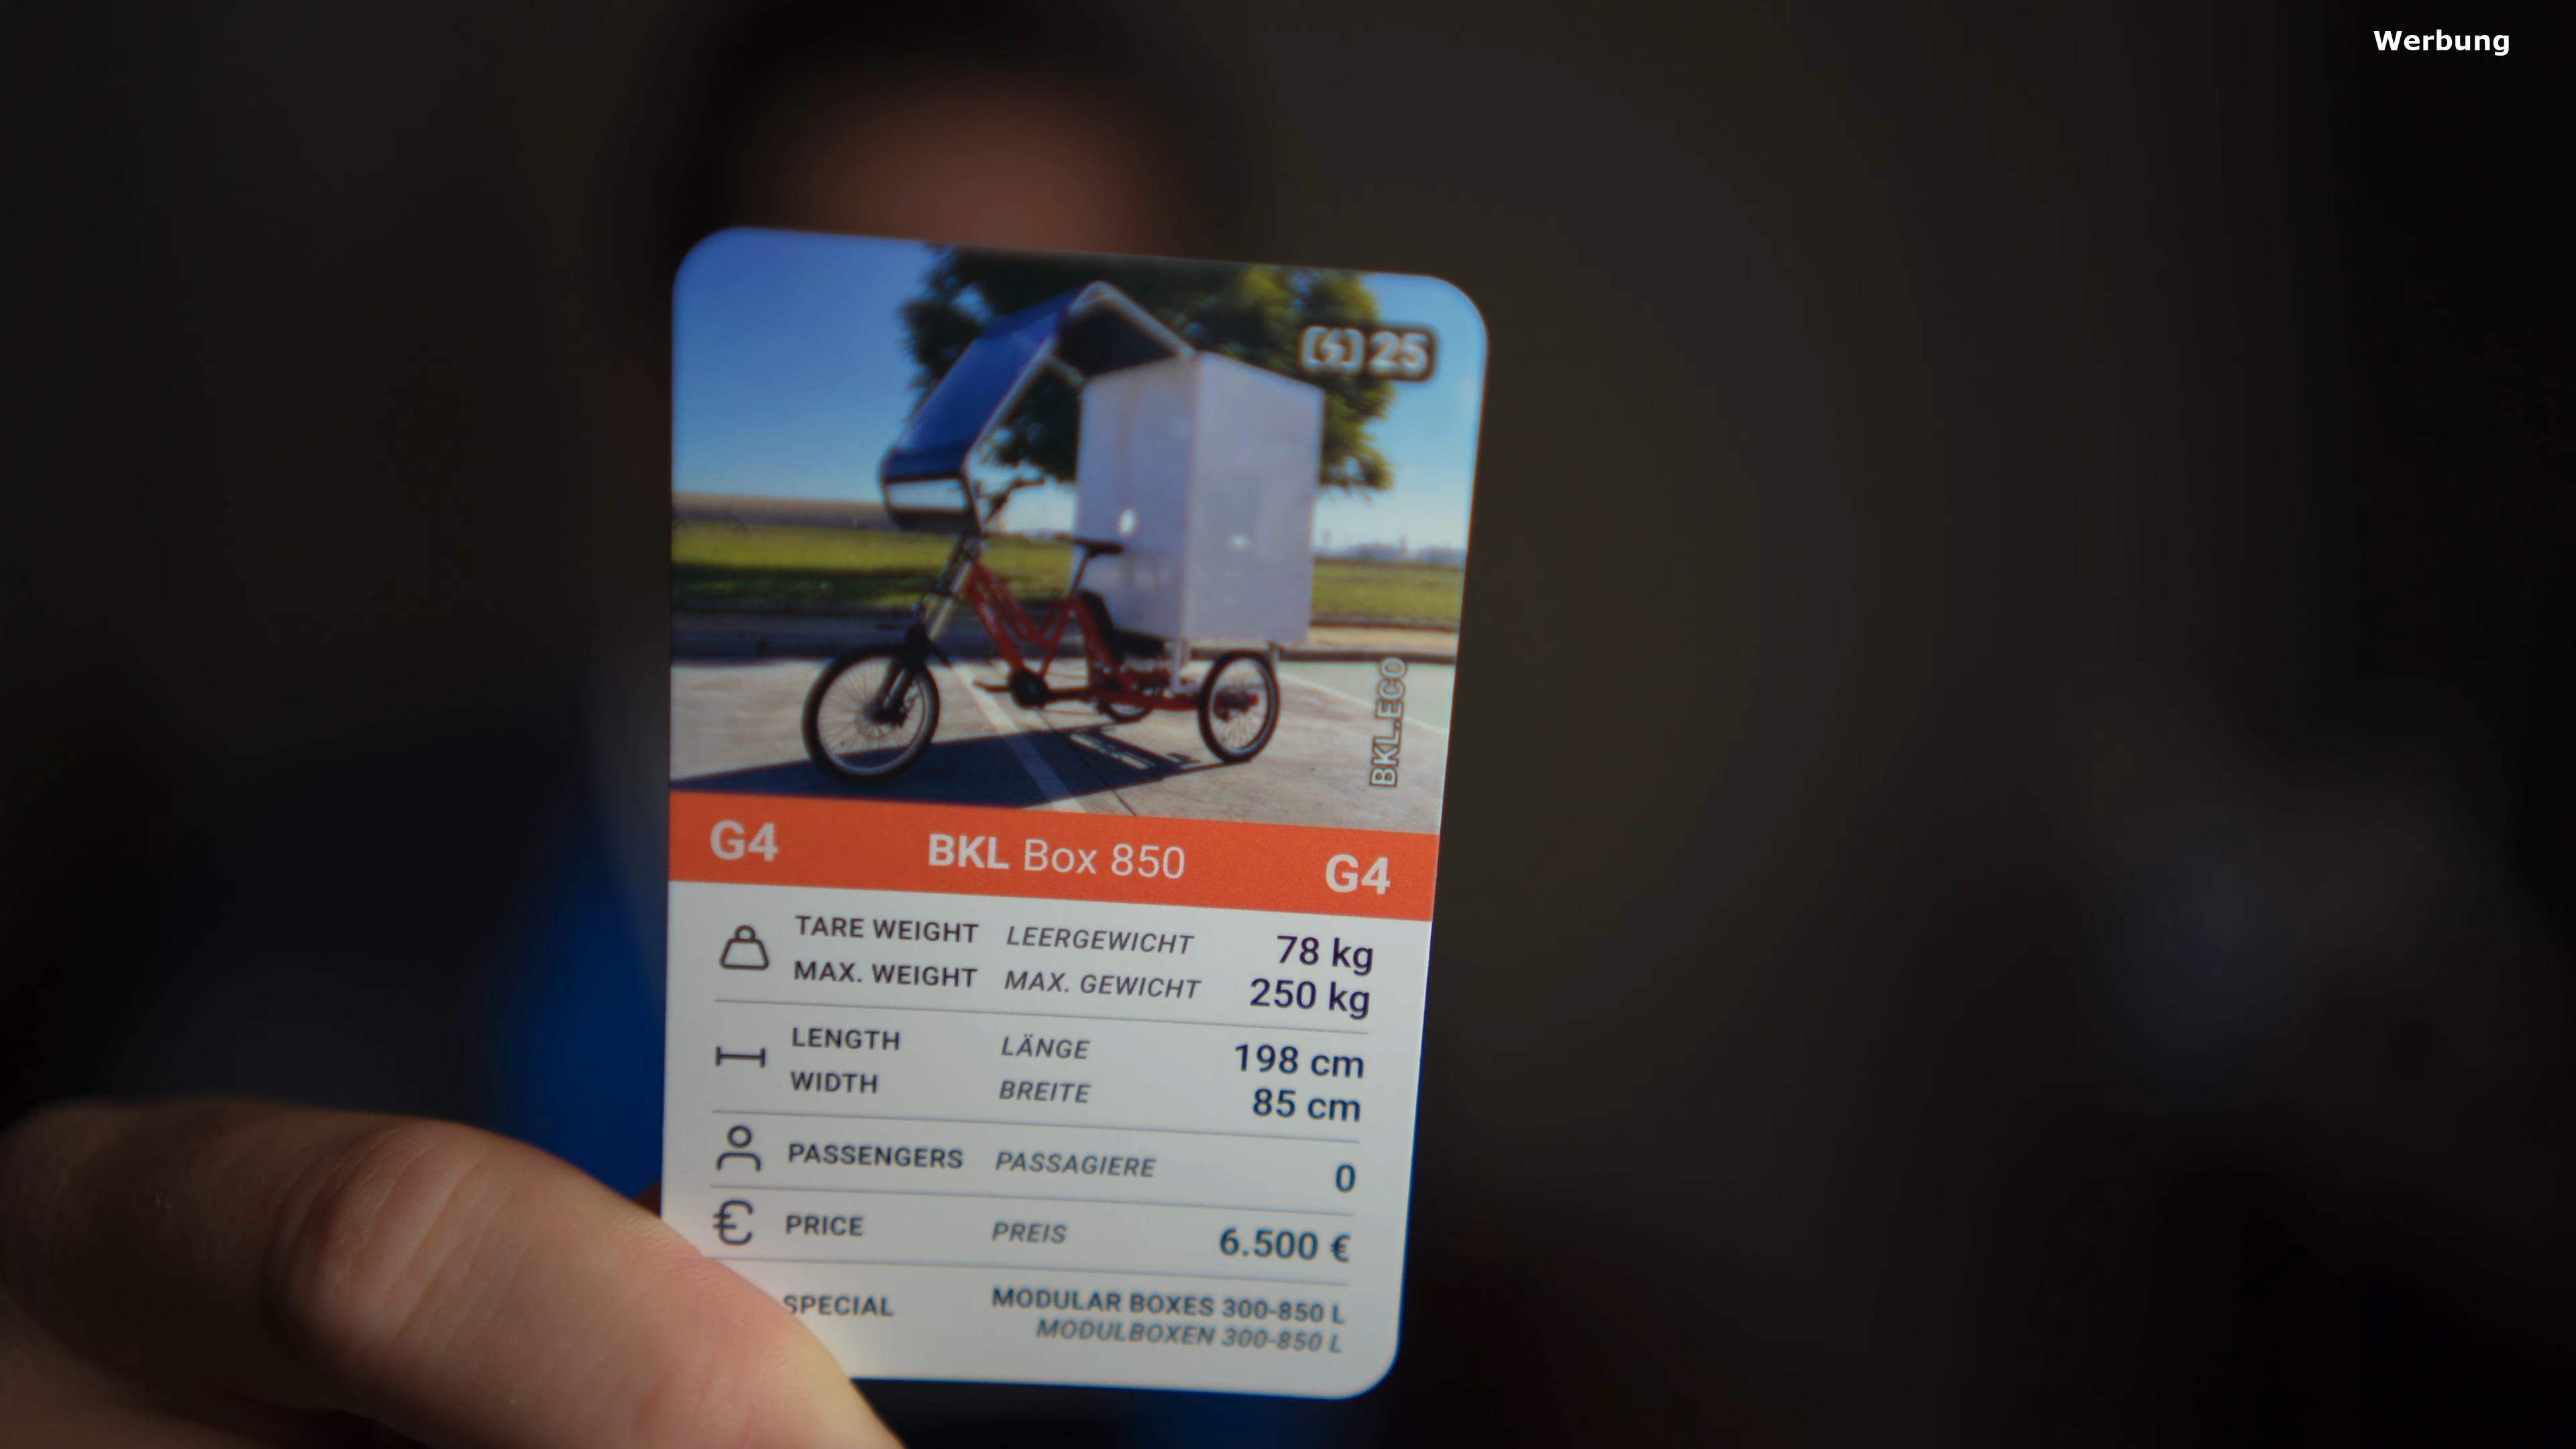 Werbung
25
BKL.ECO
G4 BKL Box 850 G4
TARE WEIGHT LEERGEWICHT 78 kg
MAX. WEIGHT MAX. GEWICHT 250 kg
LENGTH LÄNGE 198 cm
WIDTH BREITE 85 cm
PASSENGERS PASSAGIERE 0
€ PRICE PREIS 6.500 €
SPECIAL MODULAR BOXES 300-850 L
MODULBOXEN 300-850 L